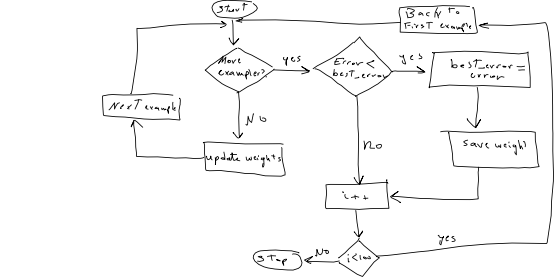 Start
Back to
First example
More
examples?
yes
Error <
best_error
yes
best_error =
error
Next example
No
update weights
no
save weight
i++
yes
No
i<100
Stop